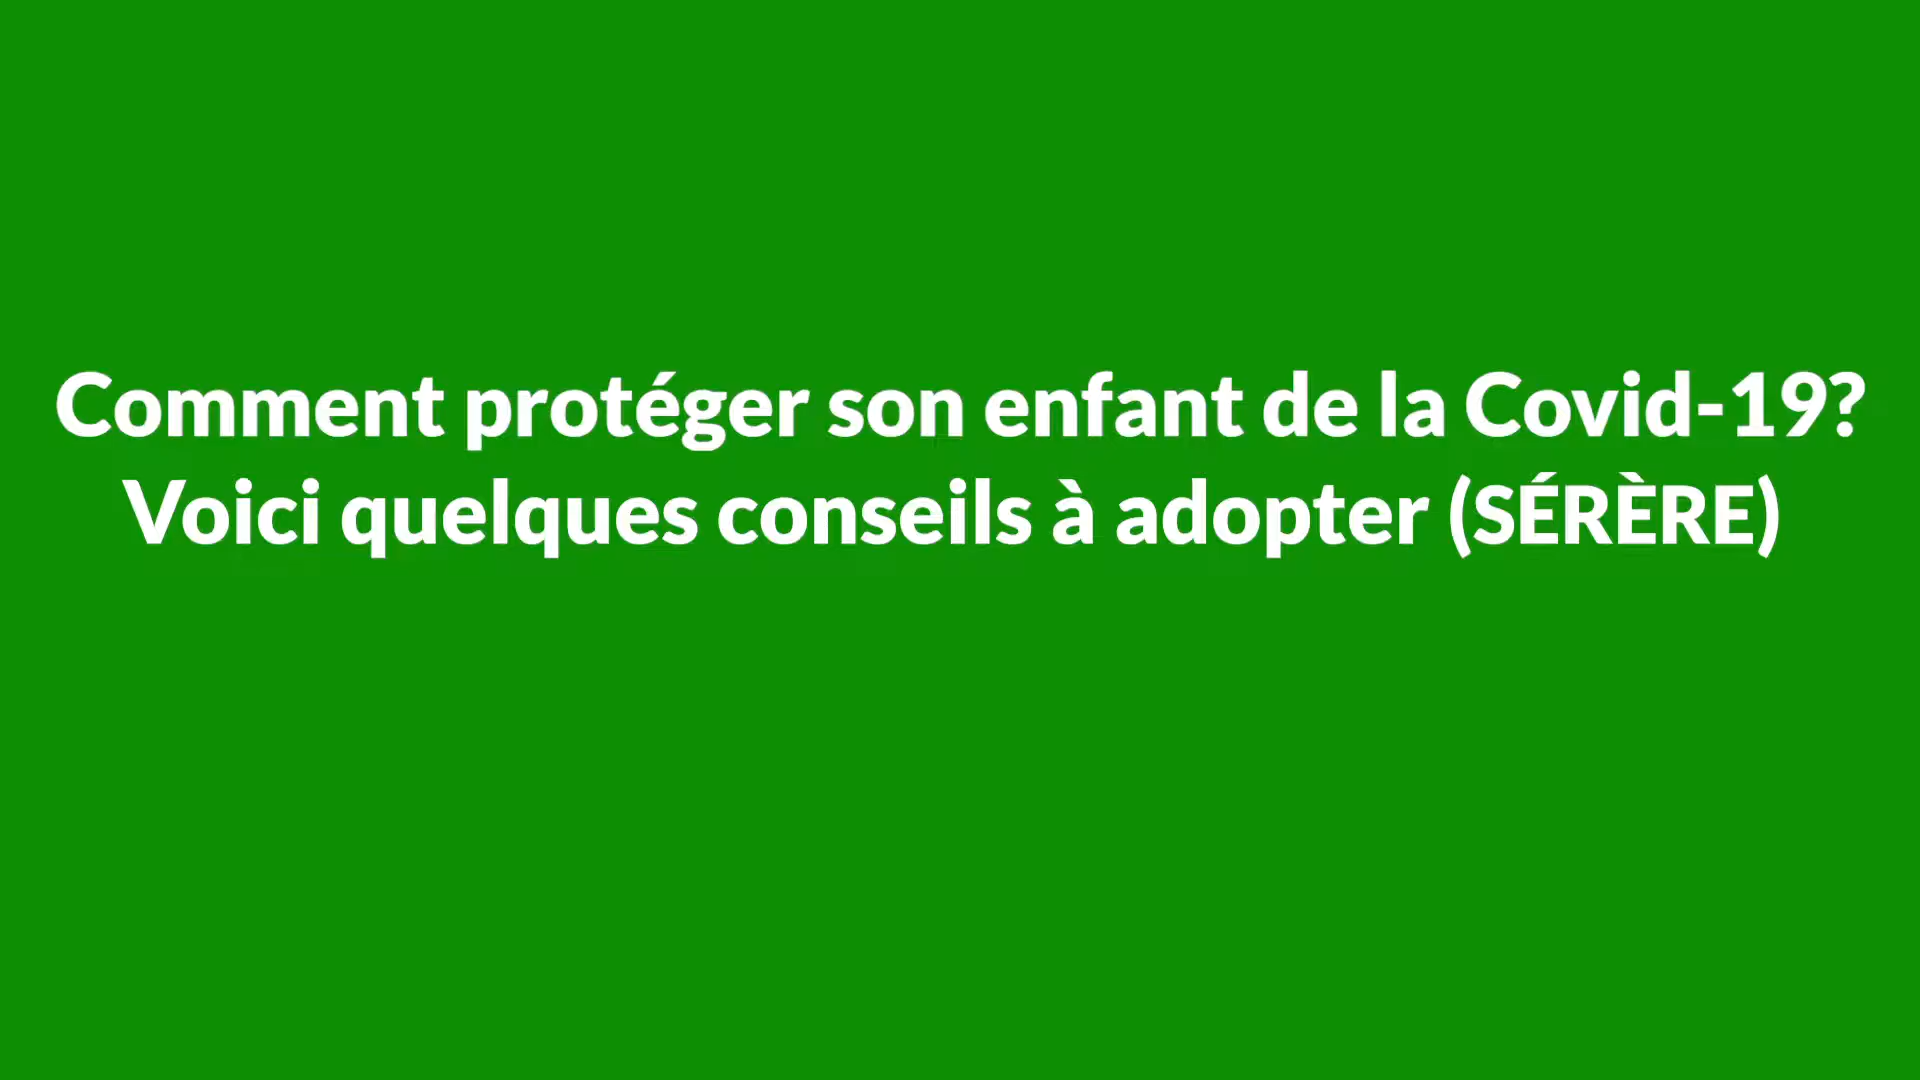 Comment protéger son enfant de la Covid-19?
Voici quelques conseils à adopter (SÉRÈRE)